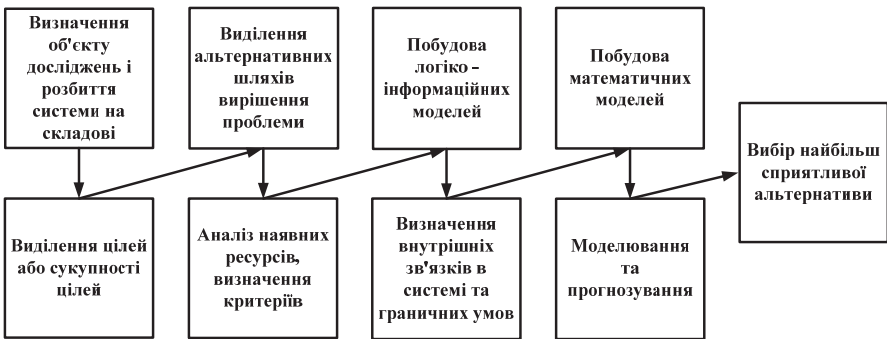 Визначення
об'єкту
досліджень і
розбиття
системи на
складові
Виділення цілей
або сукупності
цілей
Виділення
альтернативних
шляхів
вирішення
проблеми
Аналіз наявних
ресурсів,
визначення
критеріїв
Побудова
логіко –
інформаційних
моделей
Визначення
внутрішніх
зв'язків в
системі та
граничних умов
Побудова
математичних
моделей
Моделювання
та
прогнозування
Вибір найбільш
сприятливої
альтернативи